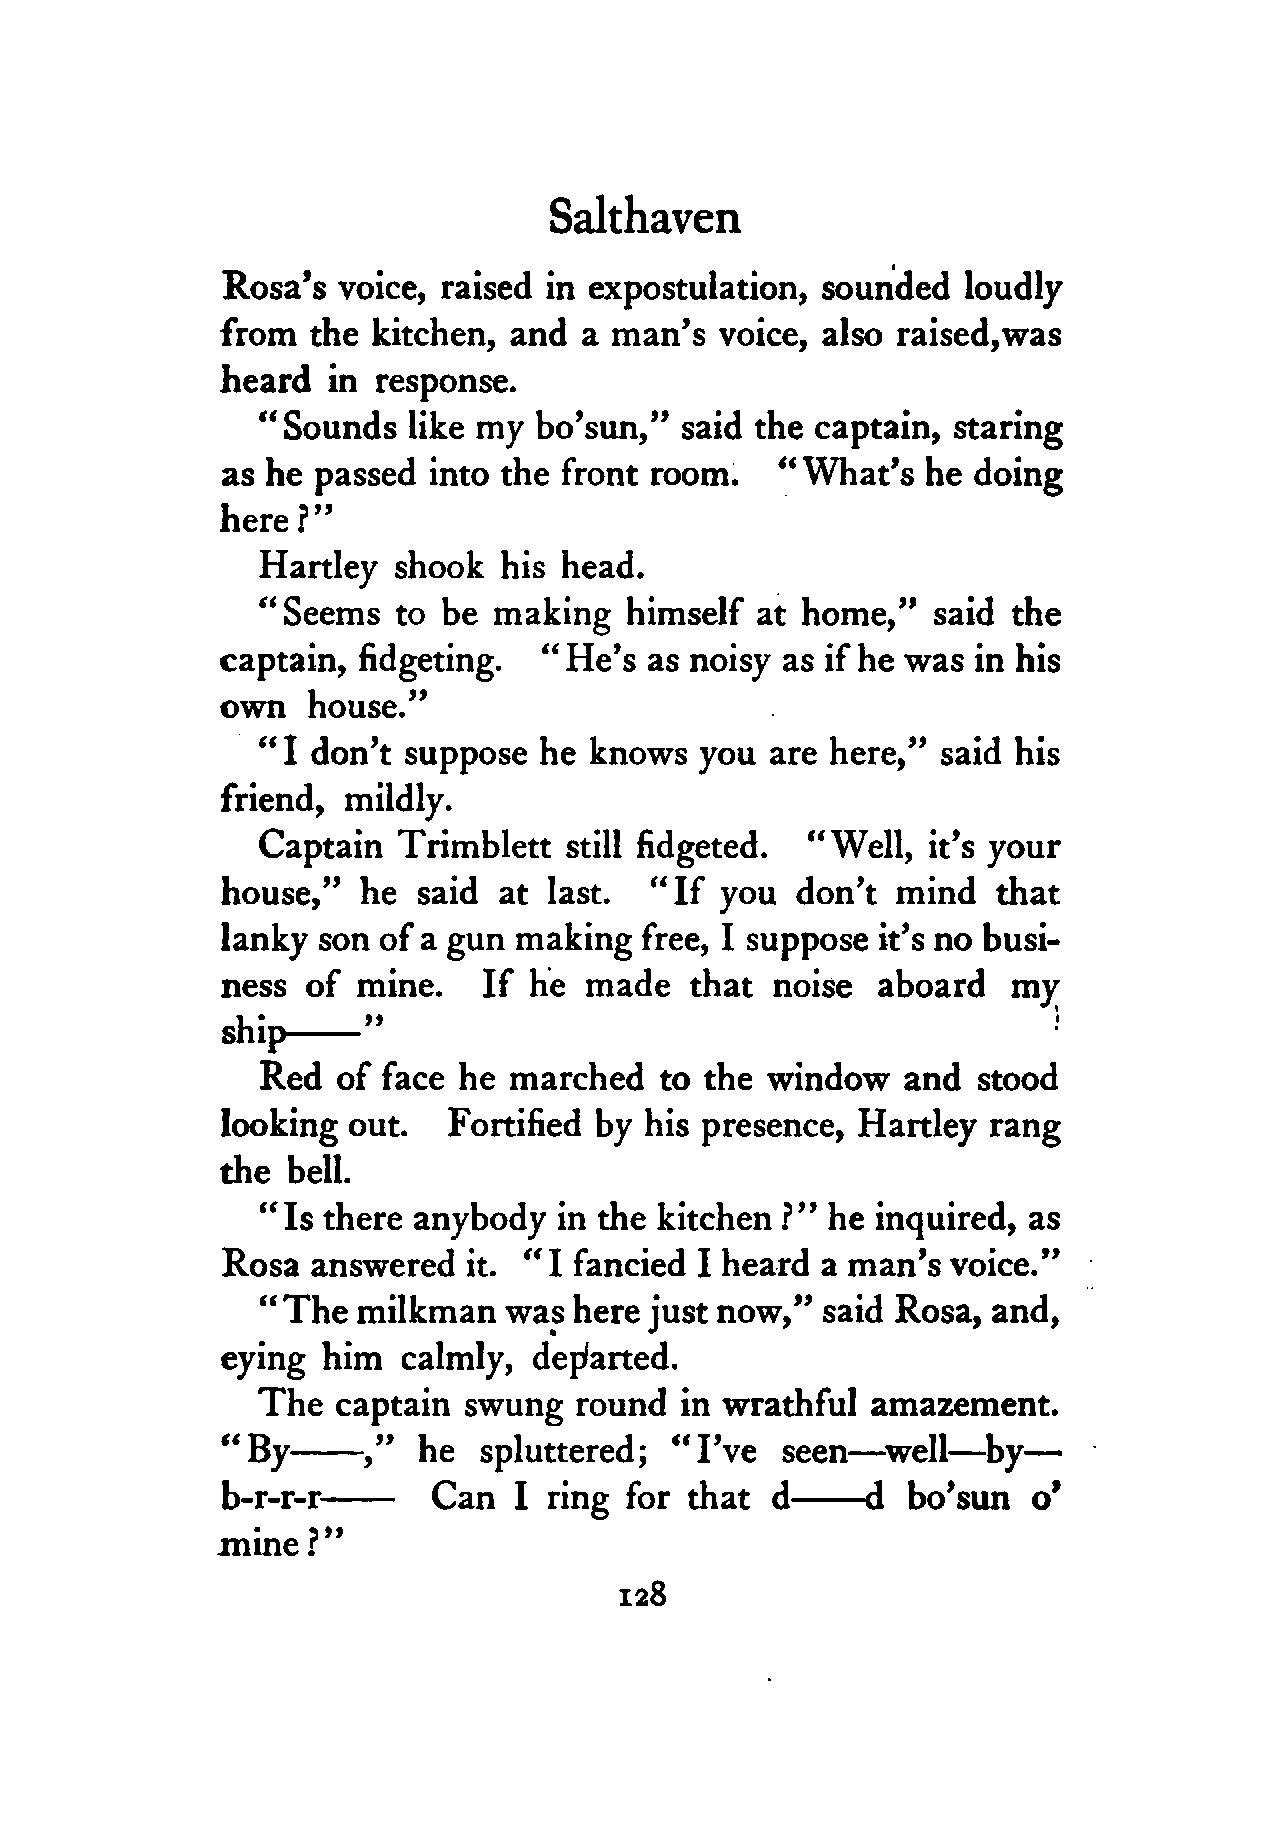 Salthaven
Rosa's voice, raised in expostulation, sounded loudly
from the kitchen, and a man's voice, also raised,was
heard in response.
"Sounds like my bo'sun," said the captain, staring
as he passed into the front room. "What's he doing
here?"
Hartley shook his head.
"Seems to be making himself at home," said the
captain, fidgeting. "He's as noisy as if he was in his
own house."
"I don't suppose he knows you are here," said his
friend, mildly.
Captain Trimblett still fidgeted. "Well, it's your
house," he said at last. "If you don't mind that
lanky son of a gun making free, I suppose it's no busi-
ness of mine. If he made that noise aboard my
ship——"
Red of face he marched to the window and stood
looking out. Fortified by his presence, Hartley rang
the bell.
"Is there anybody in the kitchen?" he inquired, as
Rosa answered it. "I fancied I heard a man's voice."
"The milkman was here just now," said Rosa, and,
eying him calmly, departed.
The captain swung round in wrathful amazement.
"By——," he spluttered; "I've seen—well—by—
b-r-r-r—— Can I ring for that d——d bo'sun o'
mine?"
128